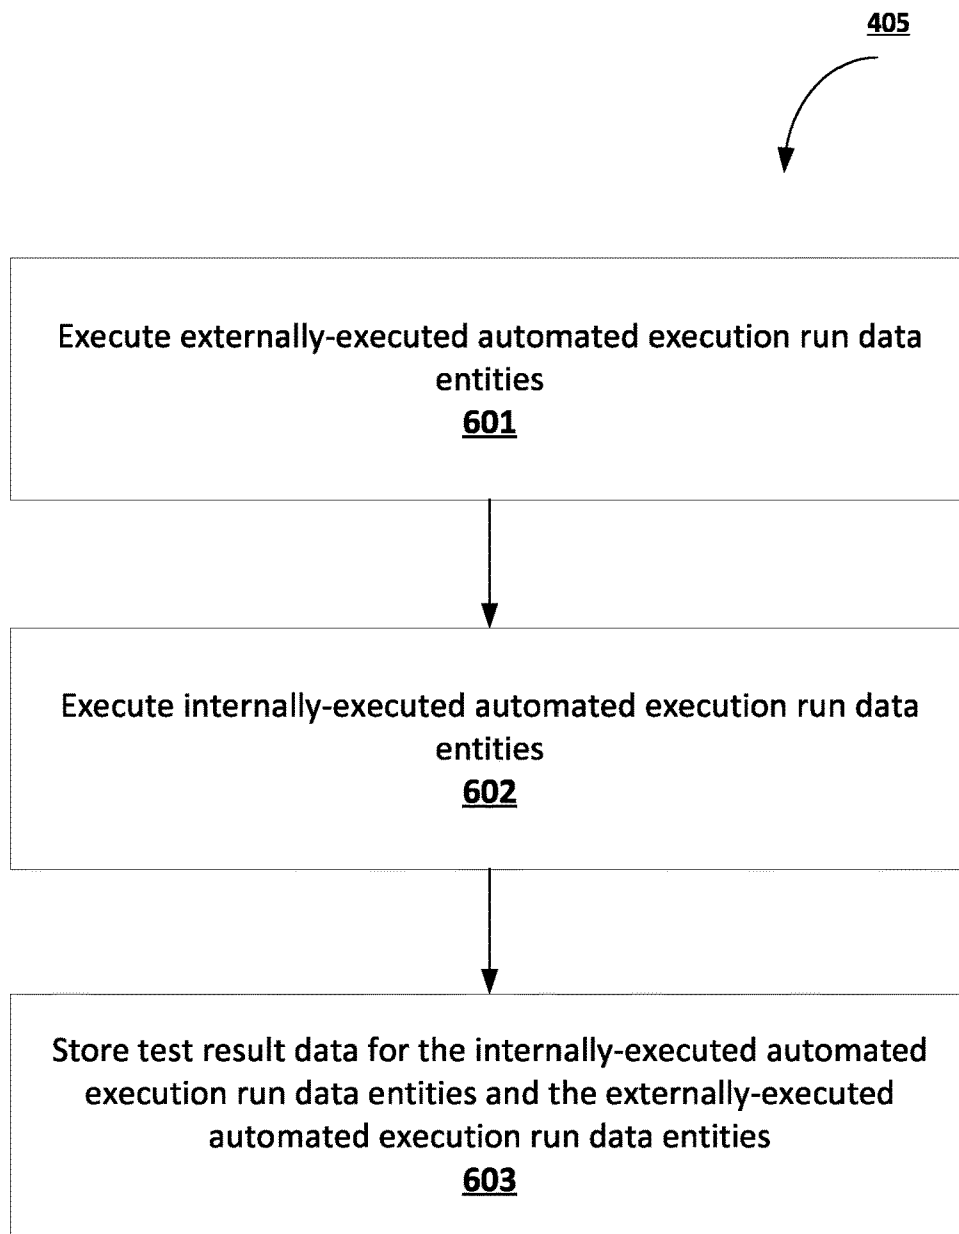 405
Execute externally-executed automated execution run data
entities
601
Execute internally-executed automated execution run data
entities
602
Store test result data for the internally-executed automated
execution run data entities and the externally-executed
automated execution run data entities
603